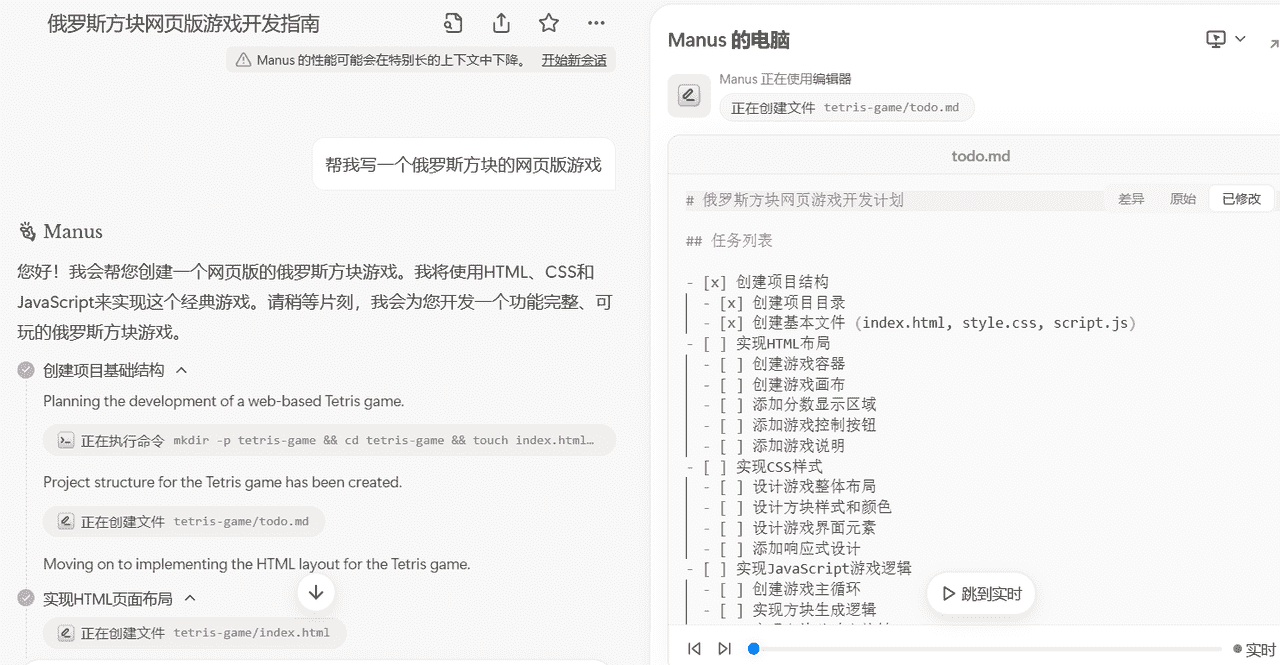 俄罗斯方块网页版游戏开发指南
Manus 的性能可能会在特别长的上下文中下降。 开始新会话
帮我写一个俄罗斯方块的网页版游戏
Manus
您好！我会帮您创建一个网页版的俄罗斯方块游戏。我将使用HTML、CSS和
JavaScript来实现这个经典游戏。请稍等片刻，我会为您开发一个功能完整、可
玩的俄罗斯方块游戏。
创建项目基础结构
Planning the development of a web-based Tetris game.
正在执行命令 mkdir -p tetris-game && cd tetris-game && touch index.html…
Project structure for the Tetris game has been created.
正在创建文件 tetris-game/todo.md
Moving on to implementing the HTML layout for the Tetris game.
实现HTML页面布局
正在创建文件 tetris-game/index.html
Manus 的电脑
Manus 正在使用编辑器
正在创建文件 tetris-game/todo.md
todo.md
# 俄罗斯方块网页游戏开发计划
差异 原始 已修改
## 任务列表
- [x] 创建项目结构
- [x] 创建项目目录
- [x] 创建基本文件 (index.html, style.css, script.js)
- [ ] 实现HTML布局
- [ ] 创建游戏容器
- [ ] 创建游戏画布
- [ ] 添加分数显示区域
- [ ] 添加游戏控制按钮
- [ ] 添加游戏说明
- [ ] 实现CSS样式
- [ ] 设计游戏整体布局
- [ ] 设计方块样式和颜色
- [ ] 设计游戏界面元素
- [ ] 添加响应式设计
- [ ] 实现JavaScript游戏逻辑
- [ ] 创建游戏主循环
- [ ] 实现方块生成逻辑
跳到实时
实时